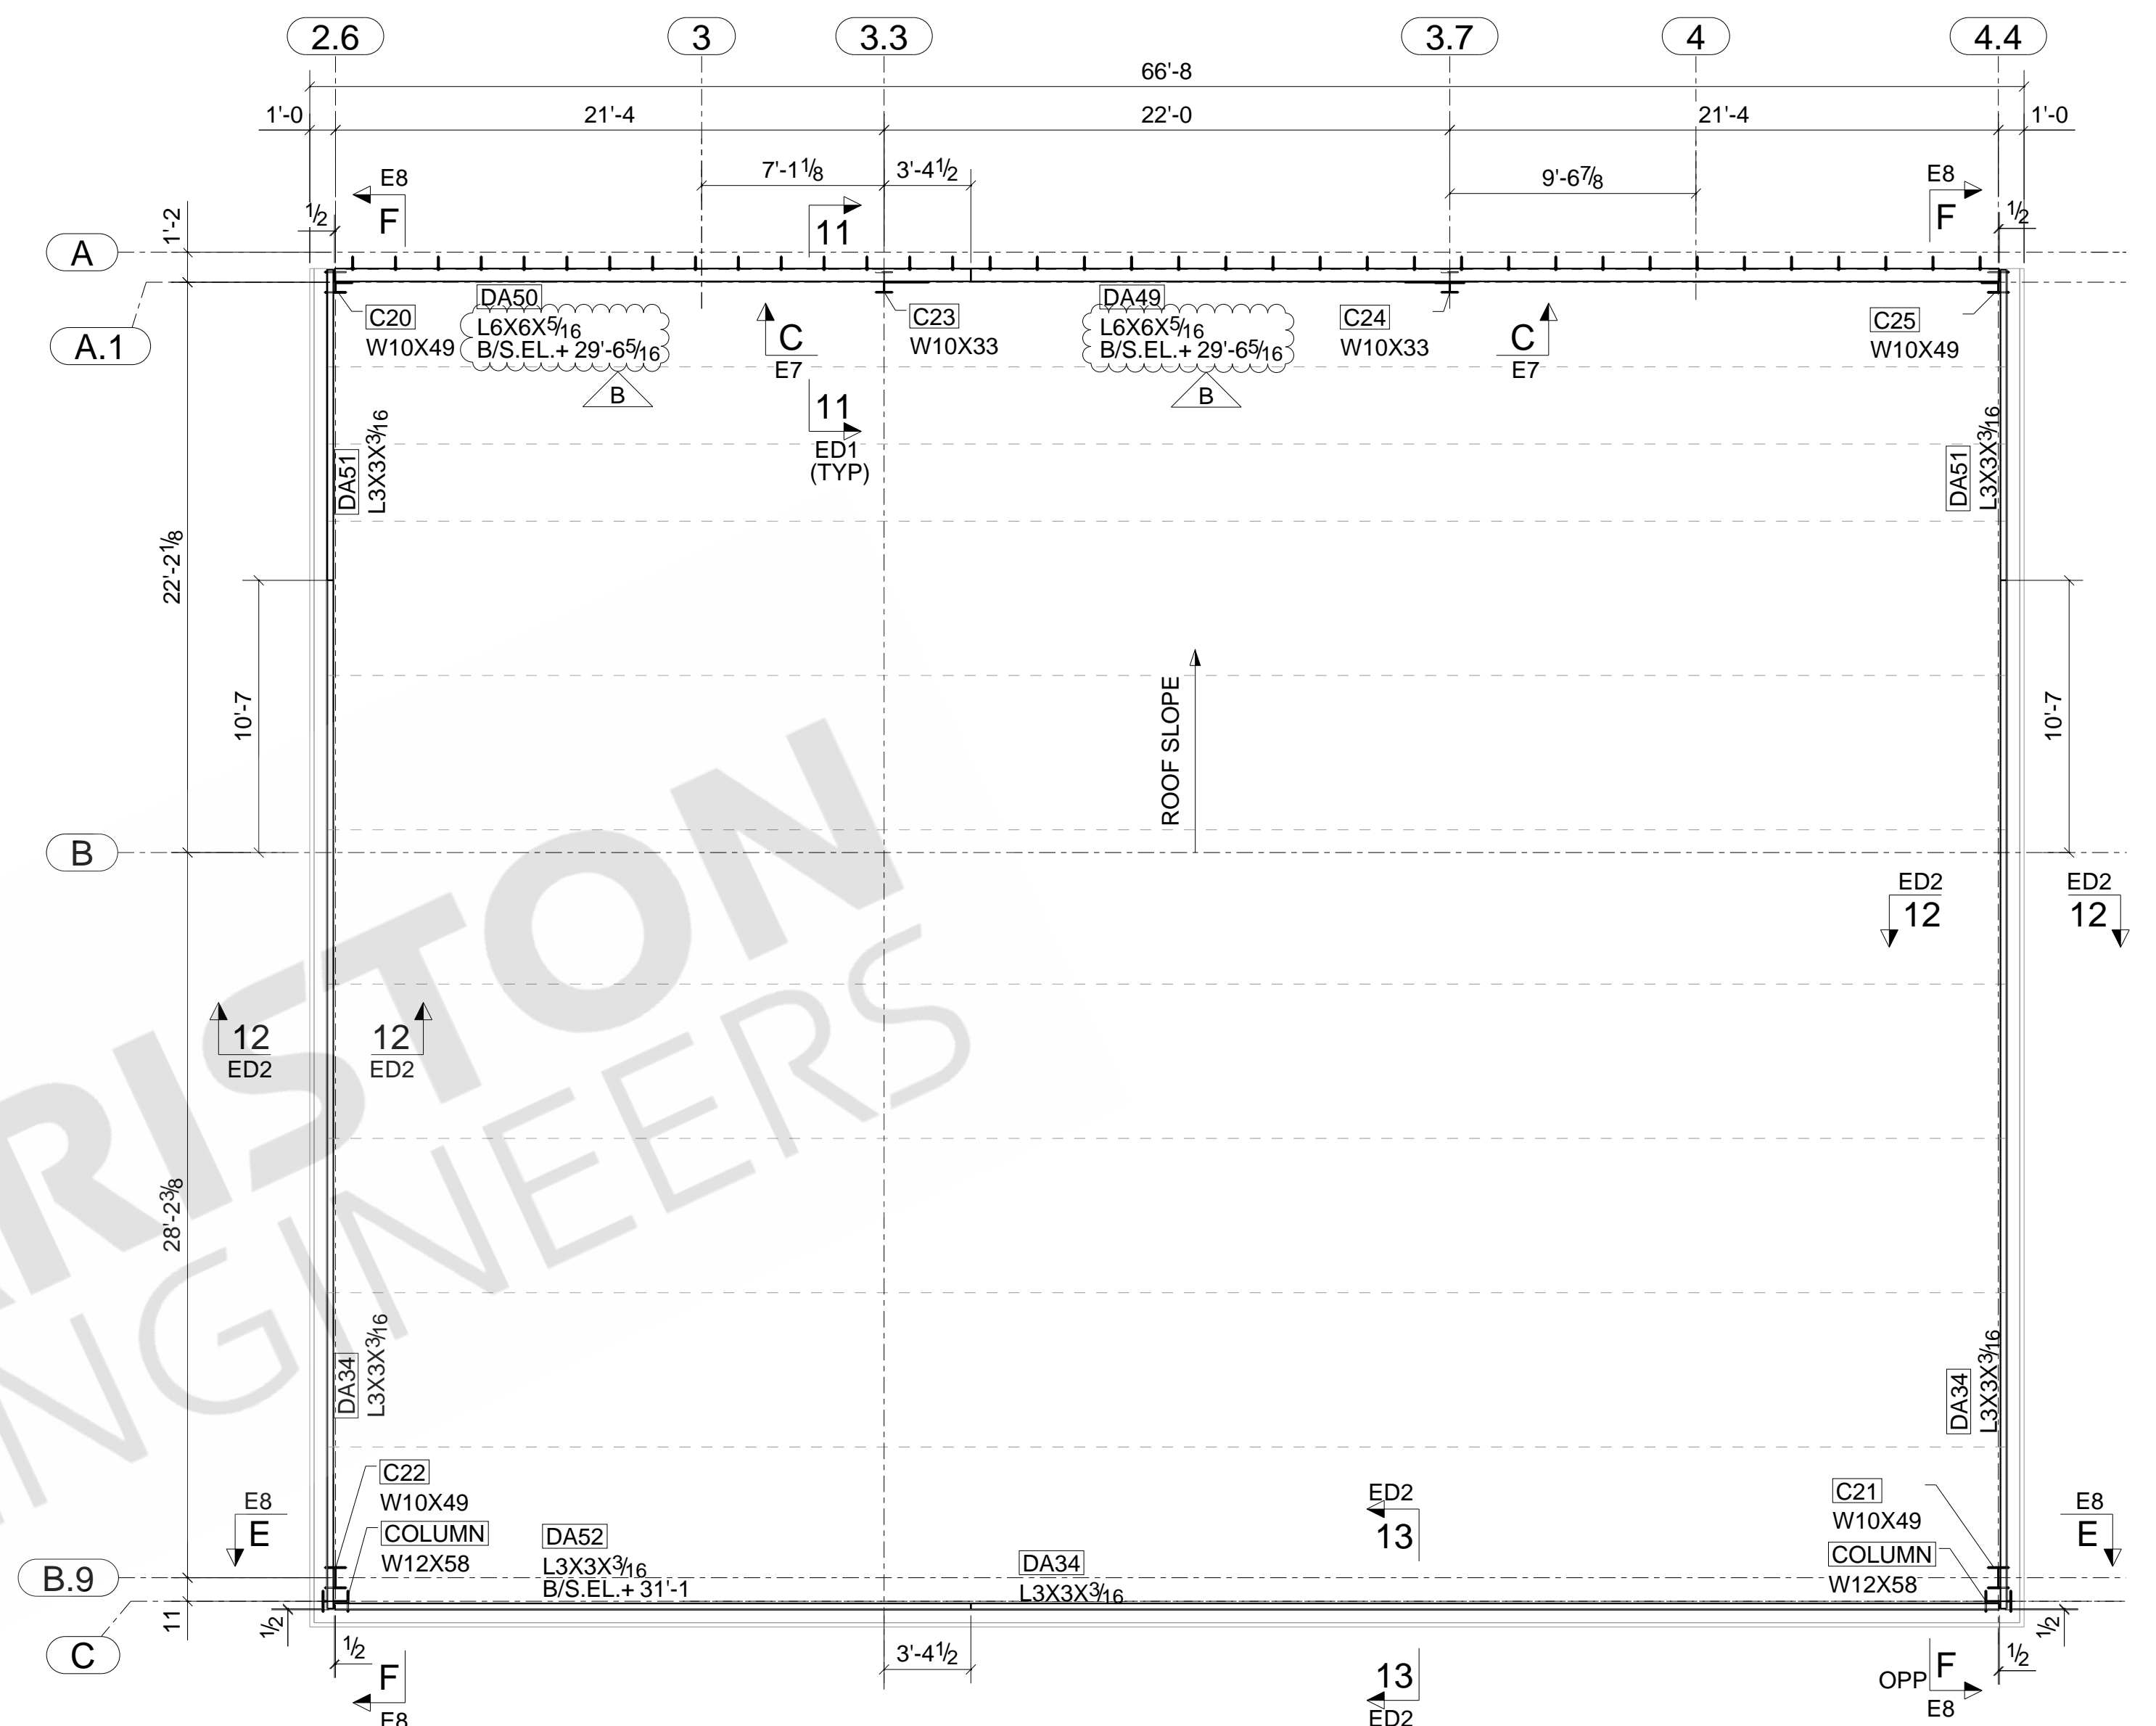 2.6 3 3.3 3.7 4 4.4
66'-8
1'-0 21'-4 22'-0 21'-4 1'-0
7'-1 1/8 3'-4 1/2 9'-6 7/8
E8
F
11
E8
F
1/2
1/2
1'-2
A
A.1
C20
W10X49
DA50
L6X6X5/16
B/S.EL.+ 29'-6 5/16
B
C
E7
C23
W10X33
DA49
L6X6X5/16
B/S.EL.+ 29'-6 5/16
B
C24
W10X33
C
E7
C25
W10X49
11
ED1
(TYP)
DA51
L3X3X3/16
DA51
L3X3X3/16
22'-2 1/8
10'-7
ROOF SLOPE
10'-7
B
ED2
12
ED2
12
12
ED2
12
ED2
RISTON
NGINEERS
28'-2 3/8
DA34
L3X3X3/16
DA34
L3X3X3/16
C22
W10X49
COLUMN
W12X58
E8
E
DA52
L3X3X3/16
B/S.EL.+ 31'-1
DA34
L3X3X3/16
ED2
13
C21
W10X49
COLUMN
W12X58
E8
E
B.9
11
C
1/2
1/2
F
E8
3'-4 1/2
13
ED2
OPP
F
E8
1/2
1/2